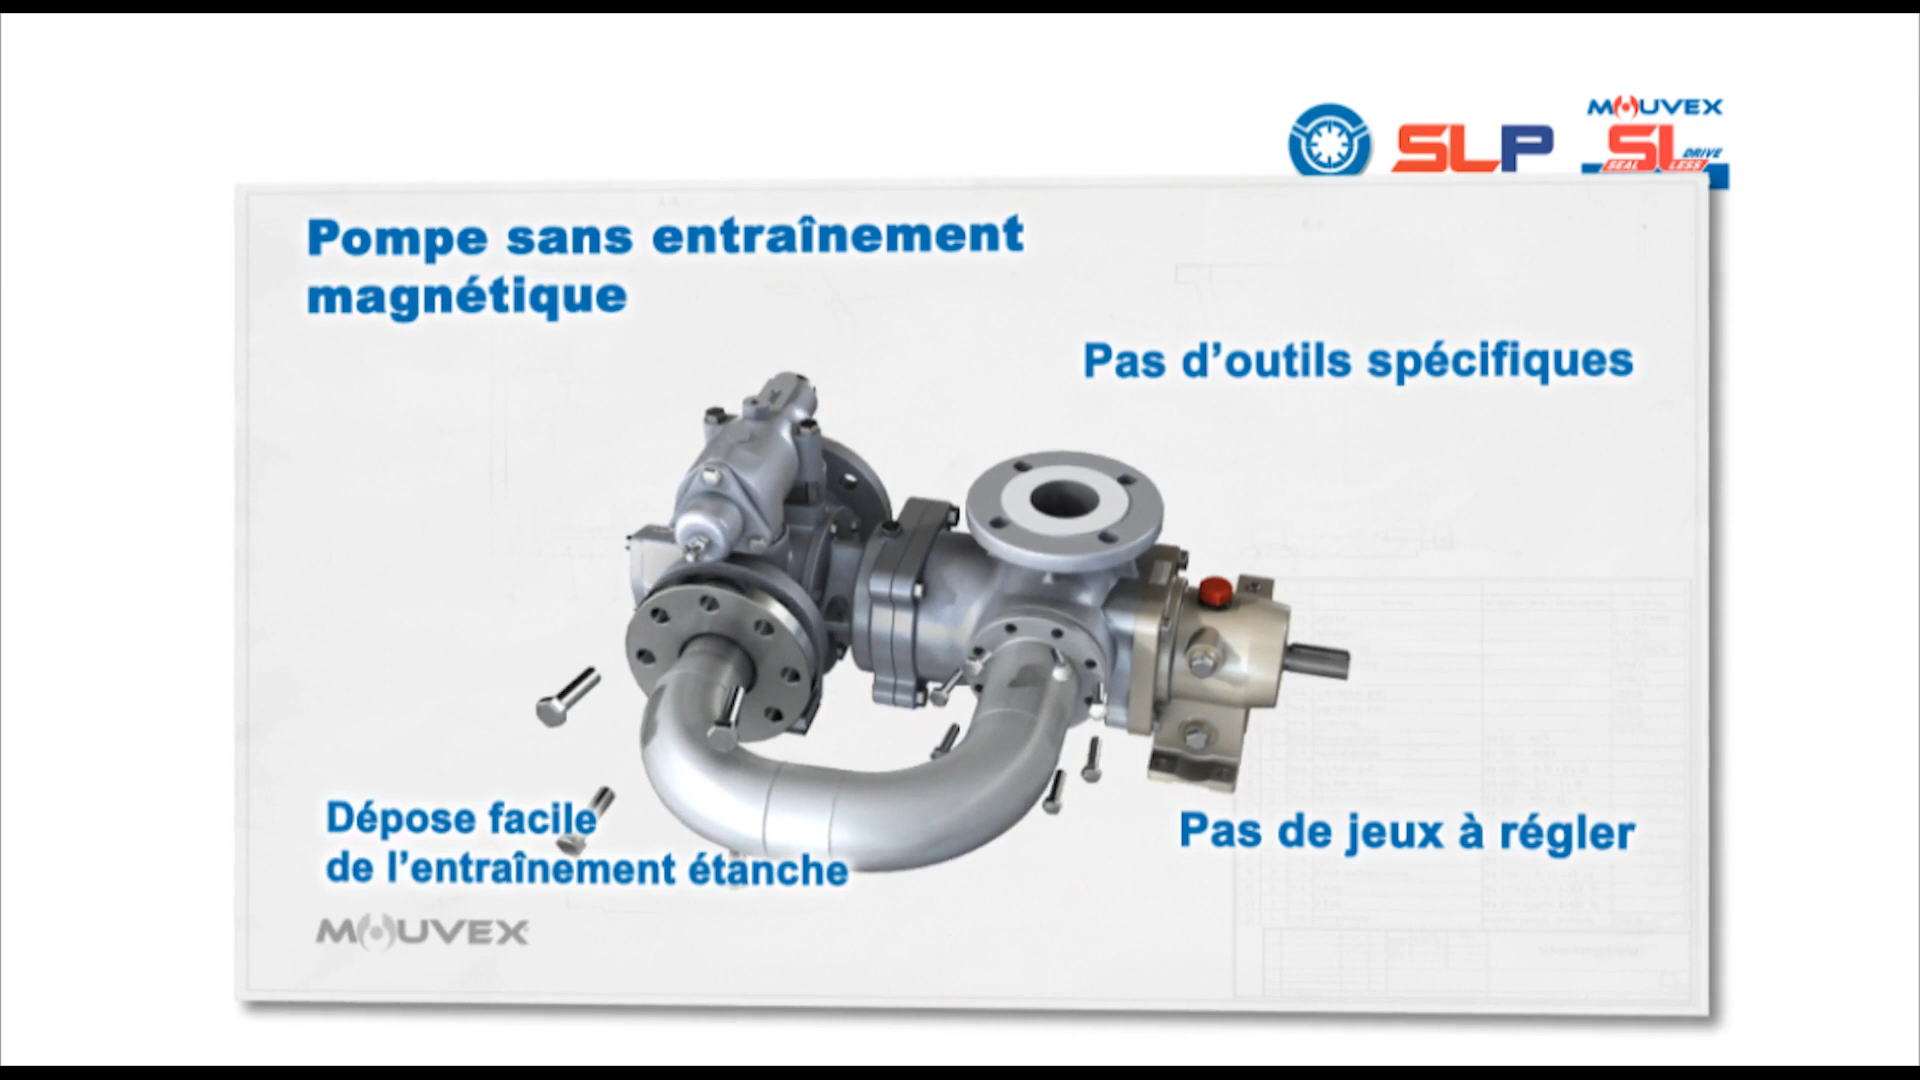 MOUVEX
SLP
SL
DRIVE
SEAL LESS
Pompe sans entraînement
magnétique
Pas d’outils spécifiques
Dépose facile
de l’entraînement étanche
Pas de jeux à régler
MOUVEX